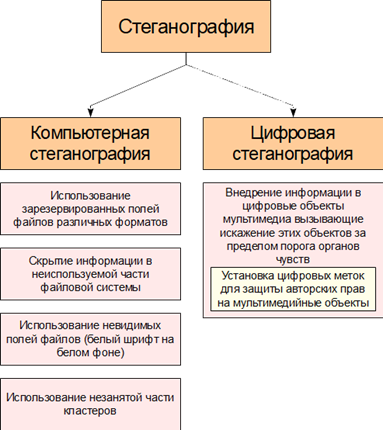 Стеганография
Компьютерная
стеганография
Цифровая
стеганография
Использование
зарезервированных полей
файлов различных форматов
Скрытие информации в
неиспользуемой части
файловой системы
Использование невидимых
полей файлов (белый шрифт на
белом фоне)
Использование незанятой части
кластеров
Внедрение информации в
цифровые объекты
мультимедиа вызывающие
искажение этих объектов за
пределом порога органов
чувств
Установка цифровых меток
для защиты авторских прав
на мультимедийные объекты